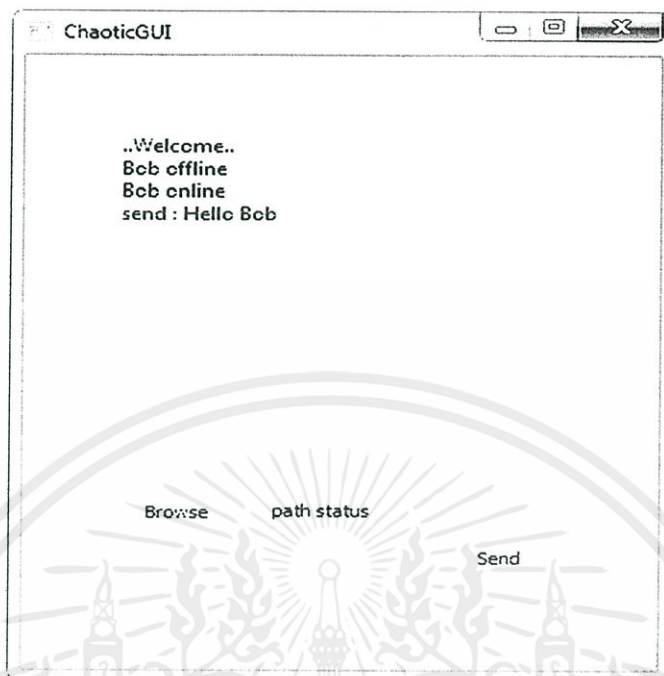 ChaoticGUI
..Welcome..
Bob offline
Bob online
send : Hello Bob
Browse path status
Send